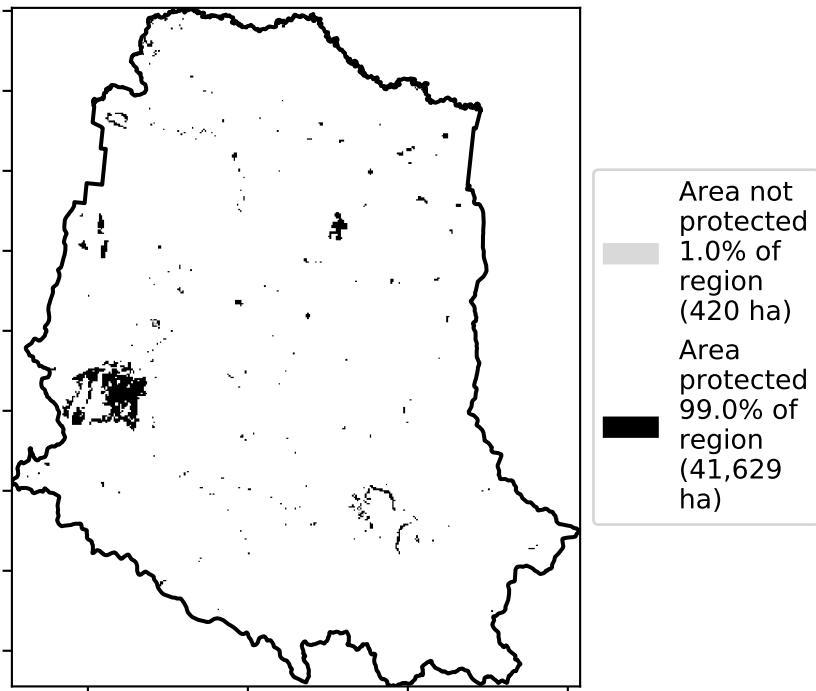 Area not
protected
1.0% of
region
(420 ha)
Area
protected
99.0% of
region
(41,629
ha)